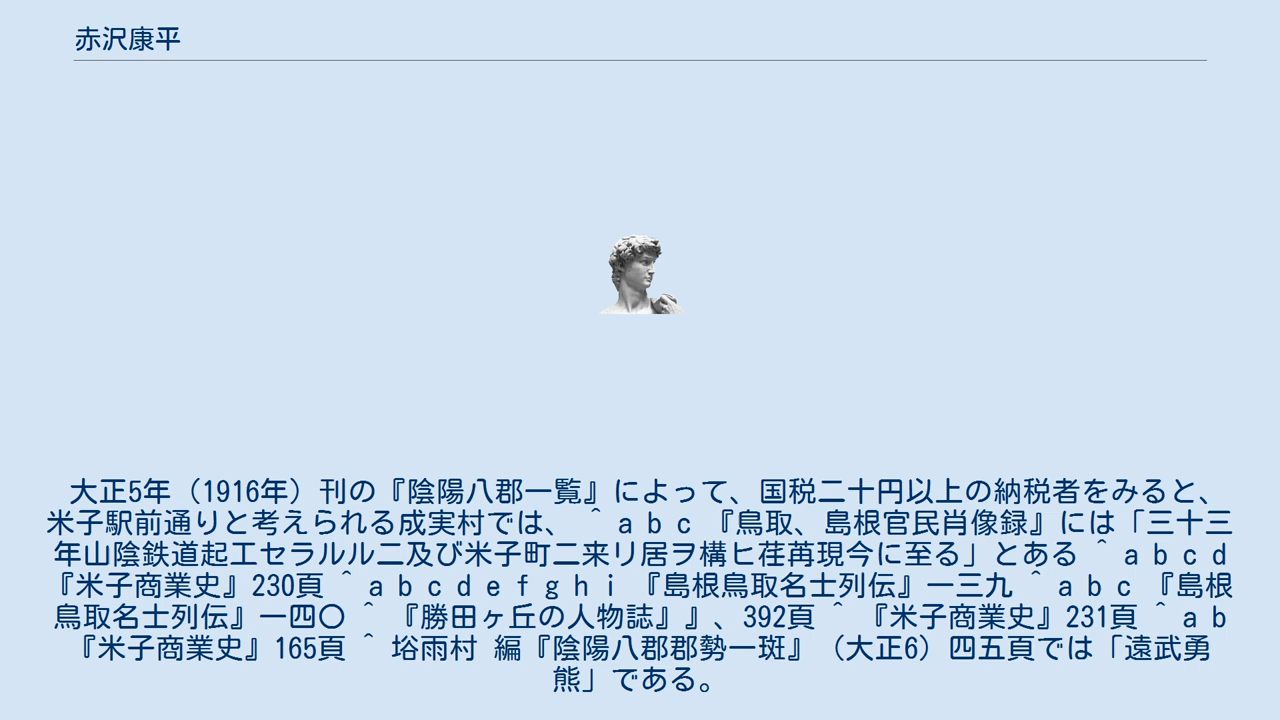 赤沢康平
大正5年（1916年）刊の『陰陽八郡一覧』によって、国税二十円以上の納税者をみると、
米子駅前通りと考えられる成実村では、 ^ a b c 『鳥取、島根官民肖像録』には「三十三
年山陰鉄道起工セラルル二及び米子町二来リ居ヲ構ヒ荏苒現今に至る」とある ^ a b c d
『米子商業史』230頁 ^ a b c d e f g h i 『島根鳥取名士列伝』一三九 ^ a b c 『島根
鳥取名士列伝』一四〇 ^ 『勝田ヶ丘の人物誌』』、392頁 ^ 『米子商業史』231頁 ^ a b
『米子商業史』165頁 ^ 塎雨村 編『陰陽八郡郡勢一斑』（大正6）四五頁では「遠武勇
熊」である。